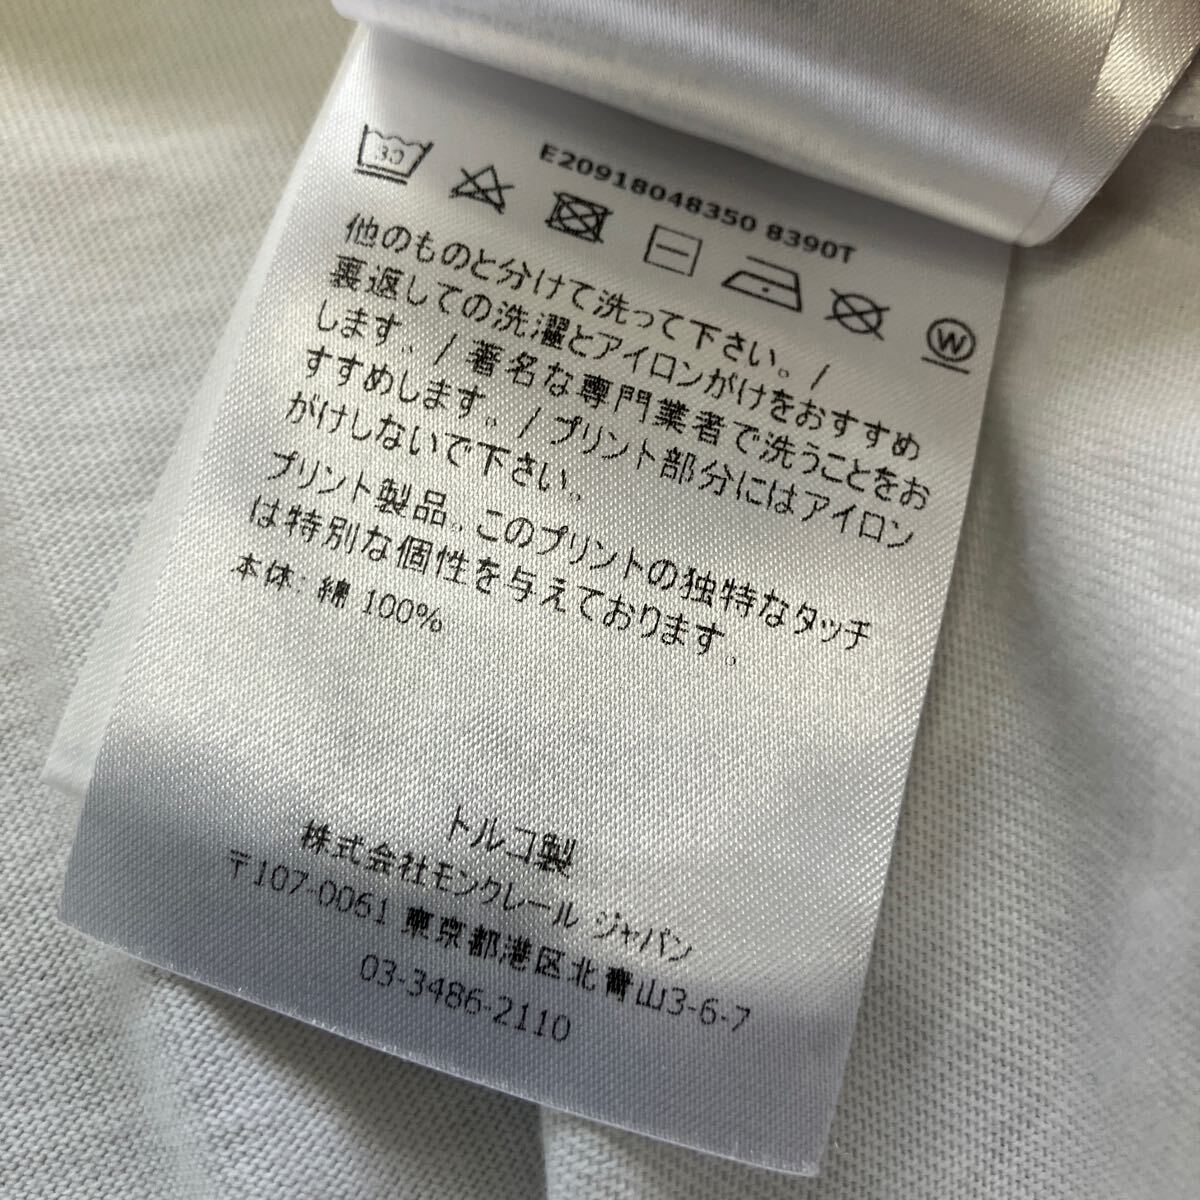 E20918048350 8390T
30
W
他のものと分けて洗って下さい。/
裏返しての洗濯とアイロンがけをおすすめ
します。/ 著名な専門業者で洗うことをお
すすめします。/ プリント部分にはアイロン
がけしないで下さい。
プリント製品。このプリントの独特なタッチ
は特別な個性を与えております。
本体: 綿 100%
トルコ製
株式会社モンクレール ジャパン
〒107-0061 東京都港区北青山3-6-7
03-3486-2110